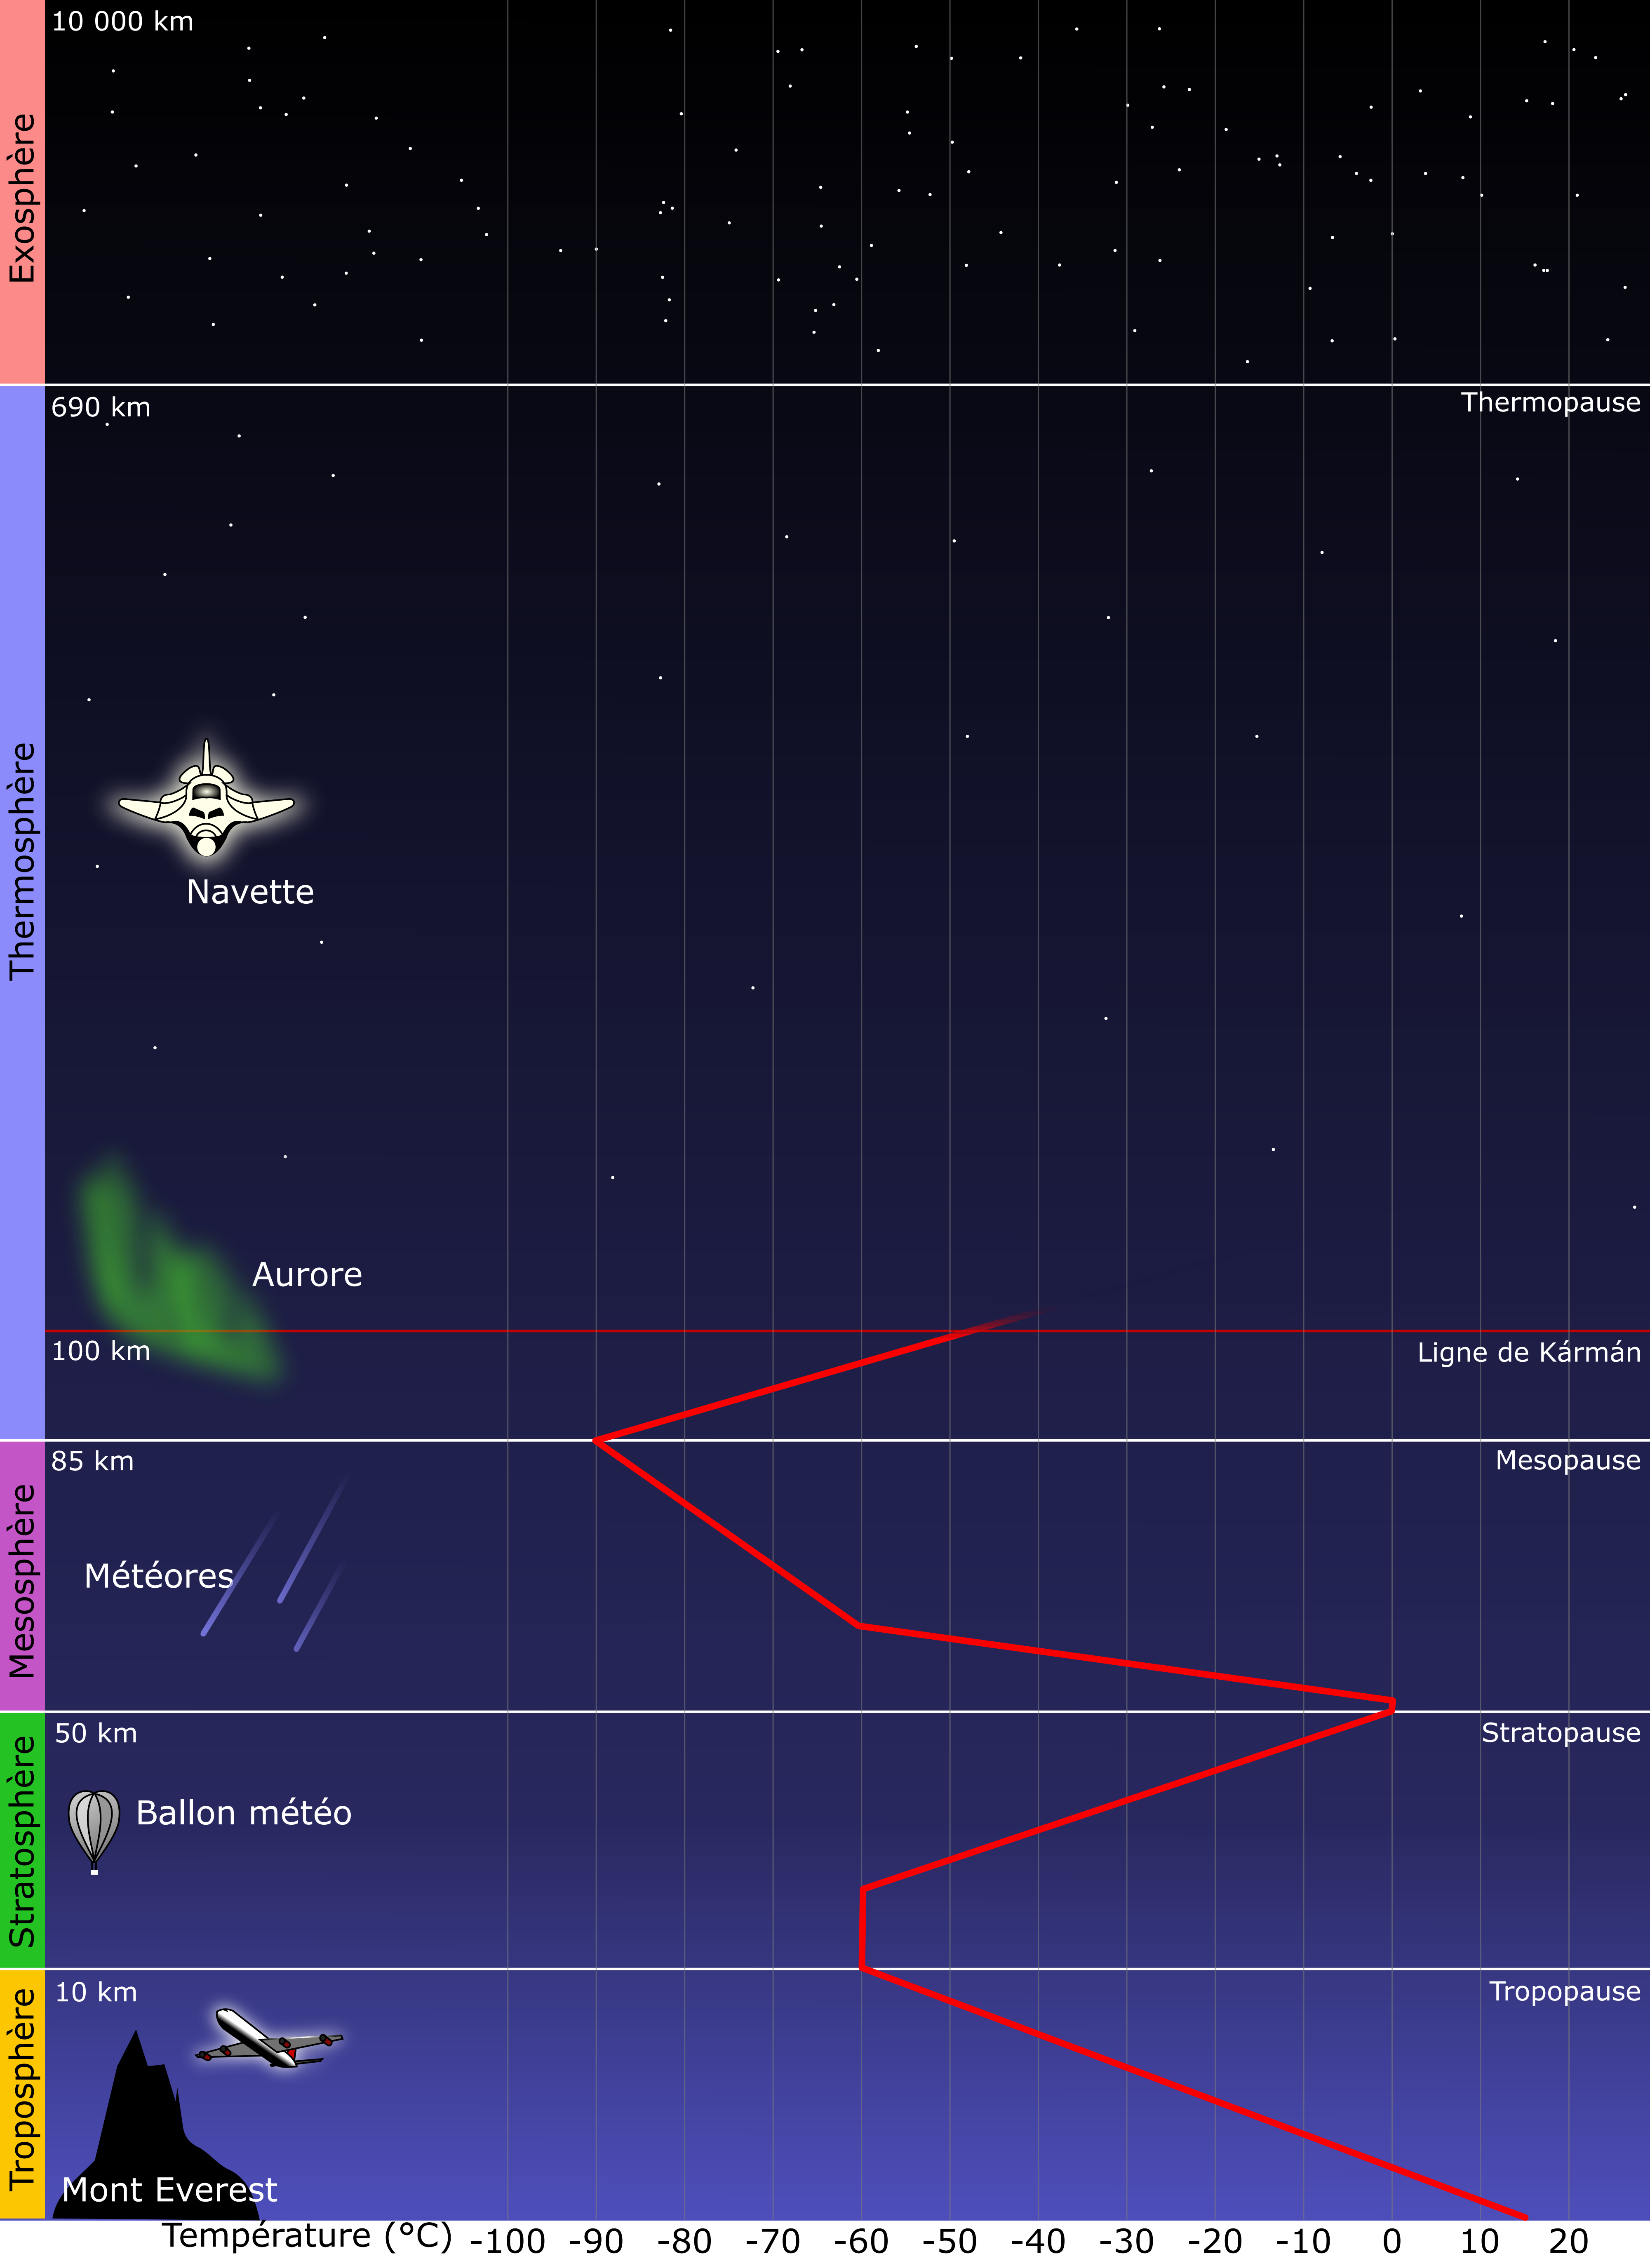 10 000 km
Exosphère
690 km
Thermopause
Thermosphère
Navette
Aurore
100 km
Ligne de Kármán
85 km
Mesopause
Mesosphère
Météores
50 km
Stratopause
Stratosphère
Ballon météo
10 km
Tropopause
Troposphère
Mont Everest
Température (°C) -100 -90 -80 -70 -60 -50 -40 -30 -20 -10 0 10 20